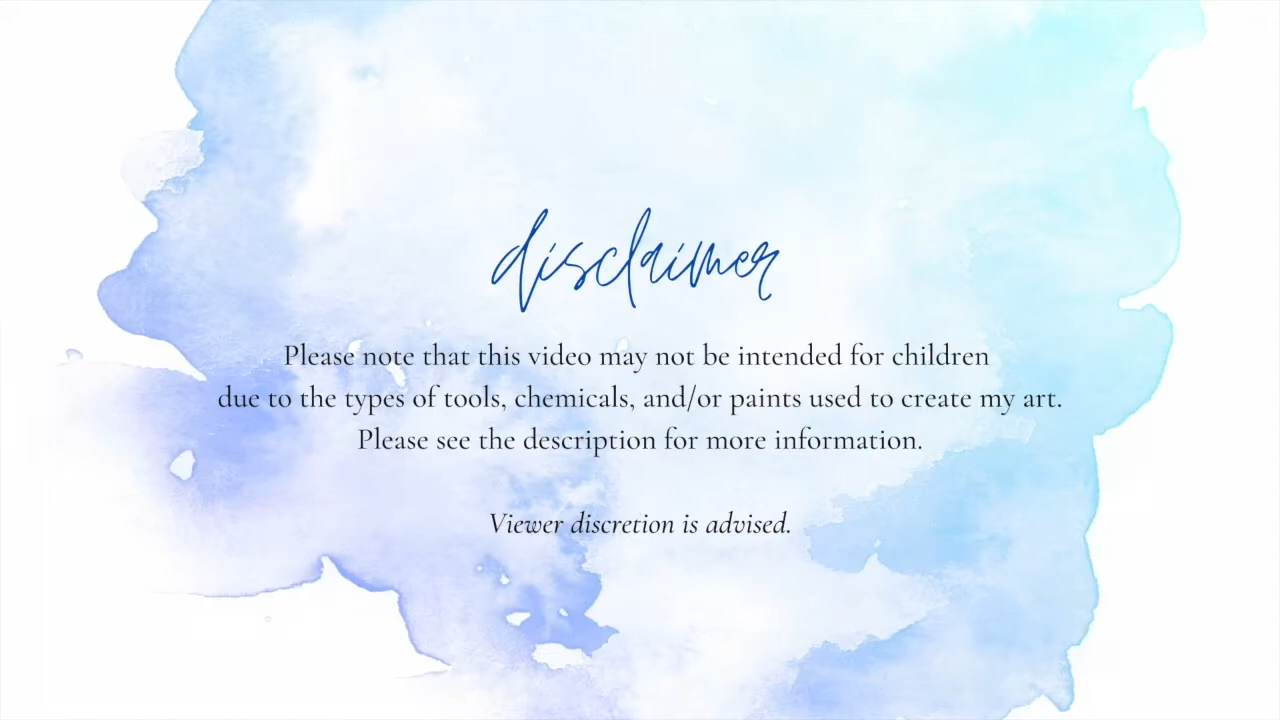 disclaimer
Please note that this video may not be intended for children
due to the types of tools, chemicals, and/or paints used to create my art.
Please see the description for more information.
Viewer discretion is advised.